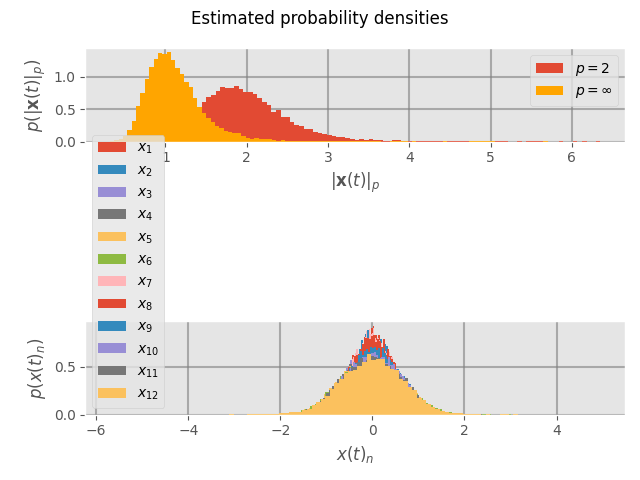 Estimated probability densities
p(|x(t)|_p)
1.0
0.5
0.0
p = 2
p = ∞
1
2
3
4
5
6
|x(t)|_p
x_1
x_2
x_3
x_4
x_5
x_6
x_7
x_8
x_9
x_10
x_11
x_12
p(x(t)_n)
0.5
0.0
−6
−4
−2
0
2
4
x(t)_n